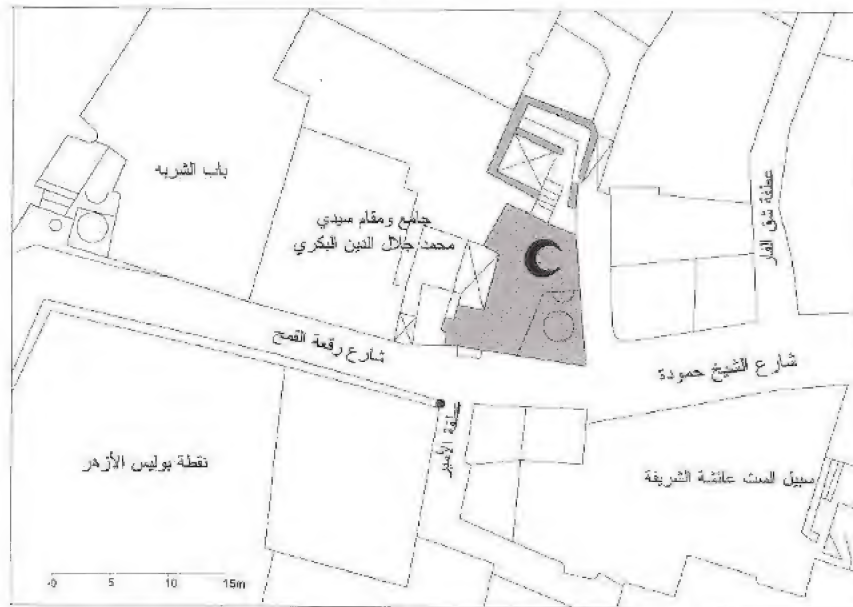 باب الشريه
عطفة شق الفار
جامع ومقام سيدي
محمد جلال الدين البكري
شارع رقعة القمح
شارع الشيخ حمودة
عطفة الأمير
نقطة بوليس الأزهر
سبيل الست عائشة الشريفة
0 5 10 15m